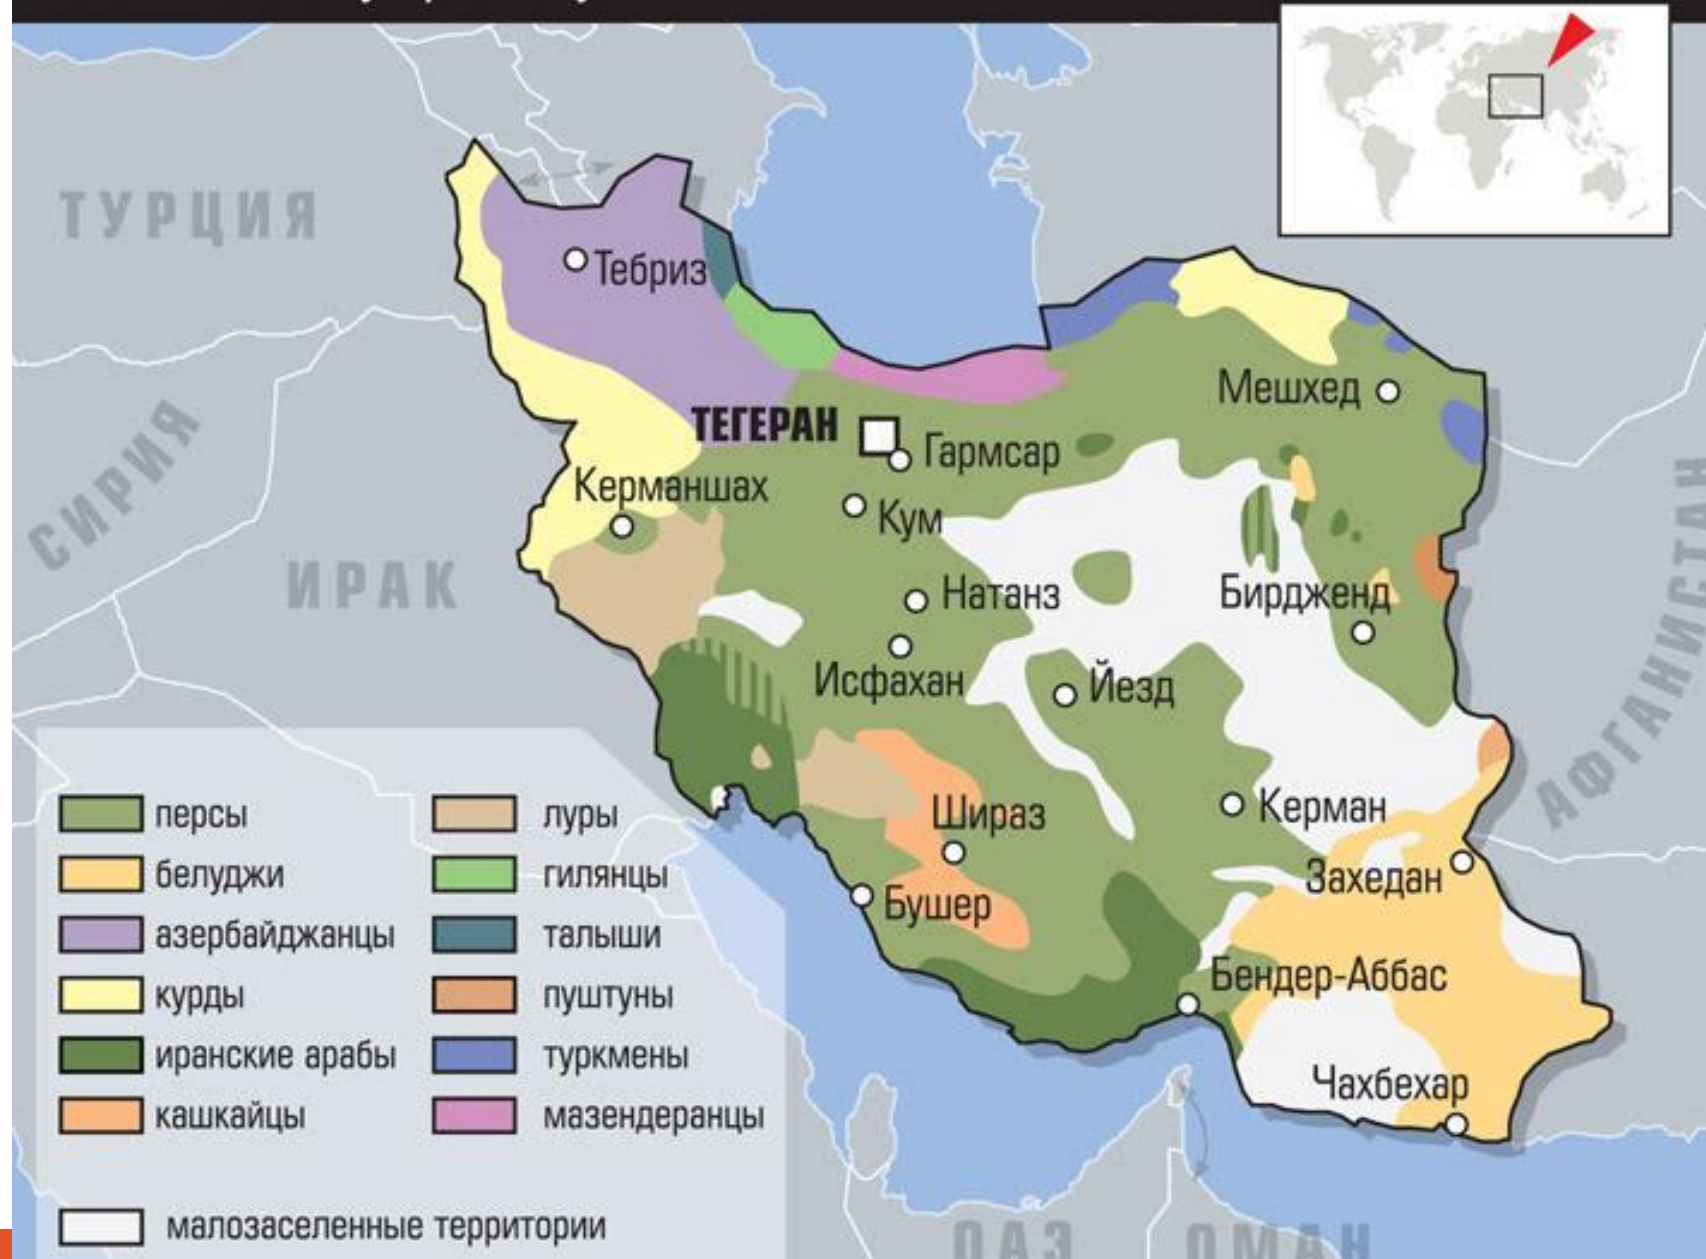 ТУРЦИЯ
СИРИЯ
ИРАК
АФГАНИСТАН
Тебриз
Мешхед
ТЕГЕРАН
Гармсар
Керманшах
Кум
Натанз
Бирдженд
Исфахан
Йезд
Шираз
Керман
Захедан
Бушер
Бендер-Аббас
Чахбехар
ОАЭ
ОМАН
персы
белуджи
азербайджанцы
курды
иранские арабы
кашкайцы
луры
гилянцы
талыши
пуштуны
туркмены
мазендеранцы
малозаселенные территории